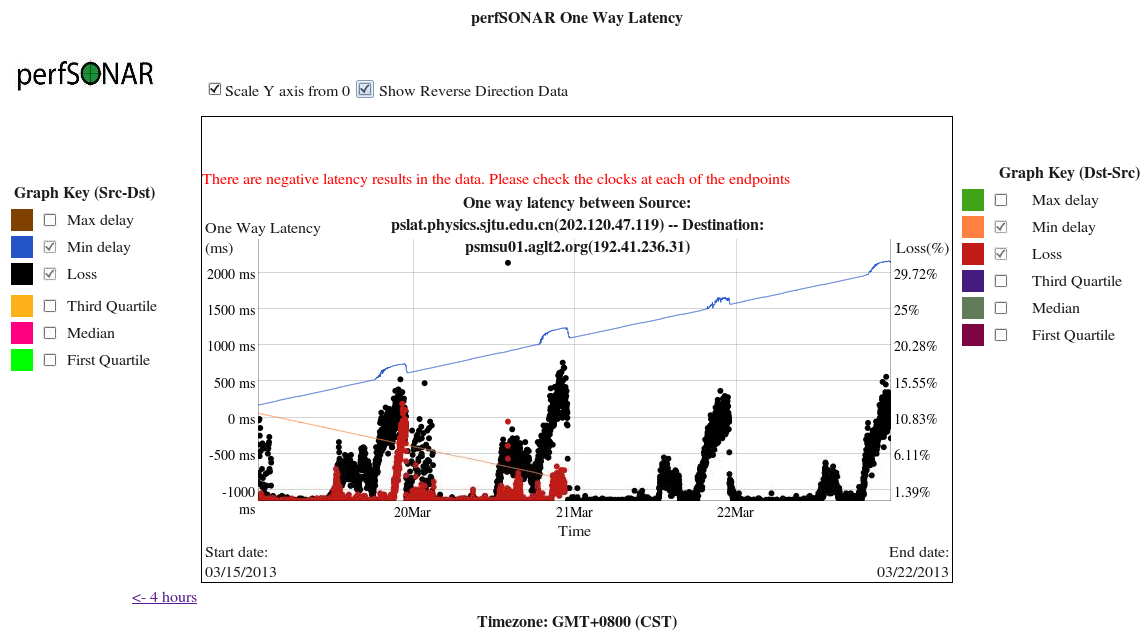 perfSONAR One Way Latency
perfSONAR
Scale Y axis from 0 Show Reverse Direction Data
There are negative latency results in the data. Please check the clocks at each of the endpoints
Graph Key (Src-Dst)
Max delay
Min delay
Loss
Third Quartile
Median
First Quartile
One way latency between Source:
pslat.physics.sjtu.edu.cn(202.120.47.119) -- Destination:
psmsu01.aglt2.org(192.41.236.31)
One Way Latency
(ms)
2000 ms
1500 ms
1000 ms
500 ms
0 ms
-500 ms
-1000
ms
Loss(%)
29.72%
25%
20.28%
15.55%
10.83%
6.11%
1.39%
20Mar
21Mar
22Mar
Time
Start date:
03/15/2013
End date:
03/22/2013
Graph Key (Dst-Src)
Max delay
Min delay
Loss
Third Quartile
Median
First Quartile
<- 4 hours
Timezone: GMT+0800 (CST)